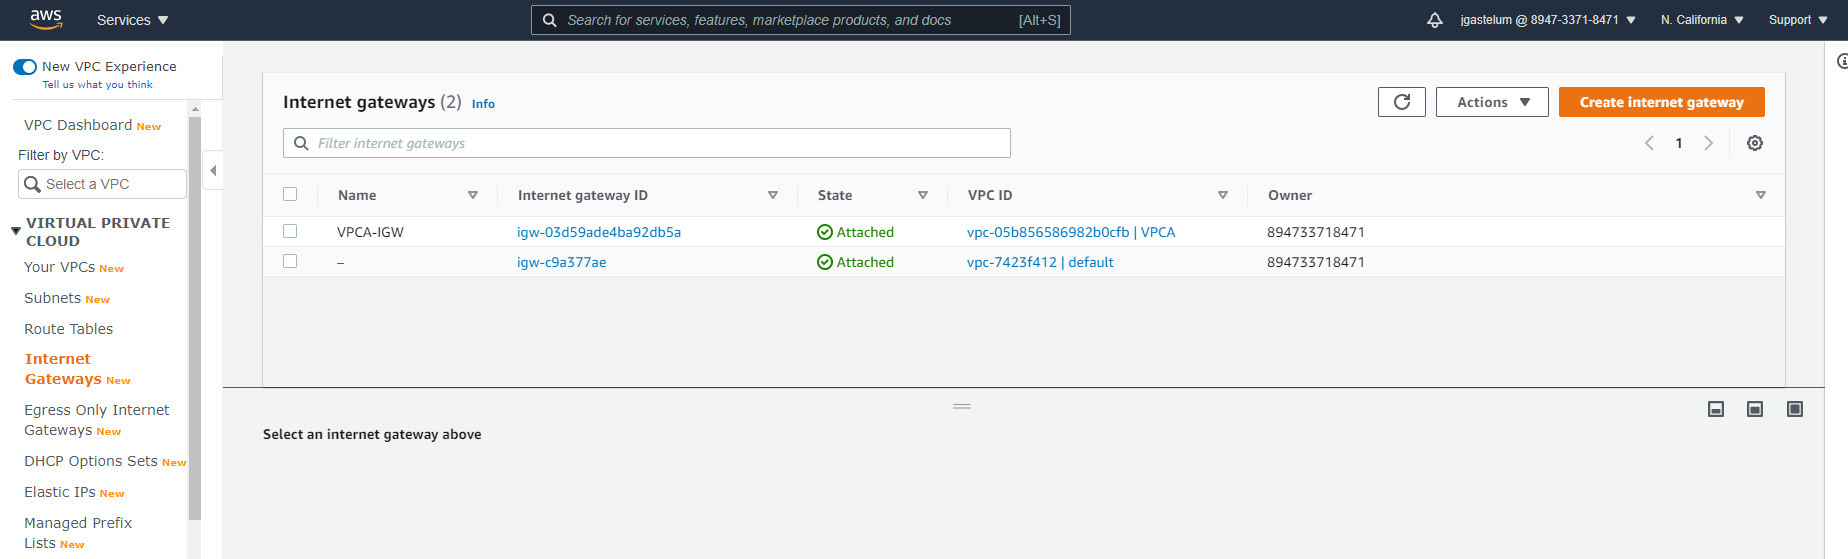 aws Services Search for services, features, marketplace products, and docs [Alt+S] jgastelum @ 8947-3371-8471 N. California Support
New VPC Experience
Tell us what you think
VPC Dashboard New
Filter by VPC:
Select a VPC
VIRTUAL PRIVATE
CLOUD
Your VPCs New
Subnets New
Route Tables
Internet
Gateways New
Egress Only Internet
Gateways New
DHCP Options Sets New
Elastic IPs New
Managed Prefix
Lists New
Internet gateways (2) Info Actions Create internet gateway
Filter internet gateways 1
Name Internet gateway ID State VPC ID Owner
VPCA-IGW igw-03d59ade4ba92db5a Attached vpc-05b856586982b0cfb | VPCA 894733718471
– igw-c9a377ae Attached vpc-7423f412 | default 894733718471
Select an internet gateway above